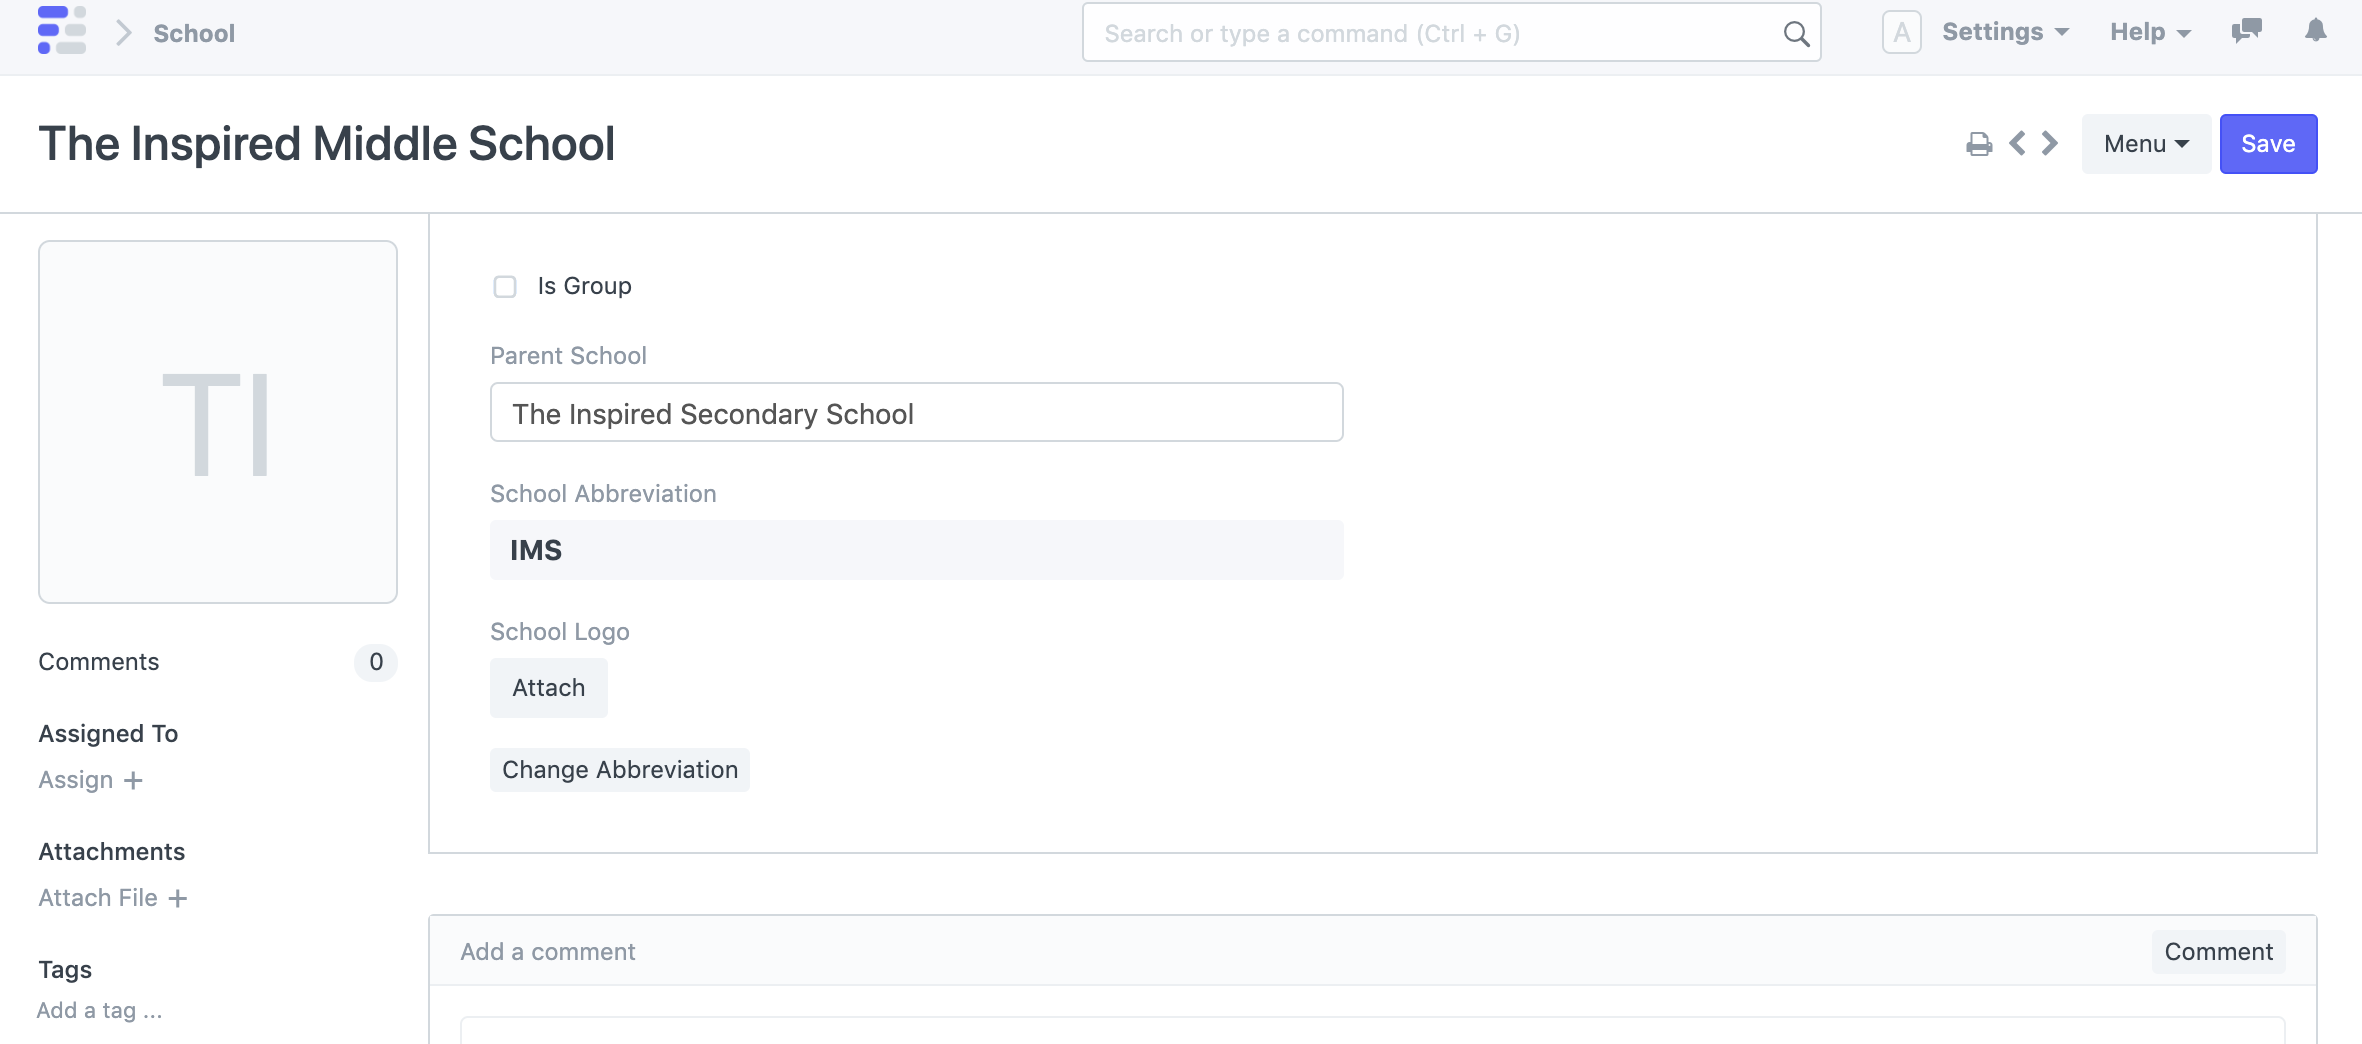 School
Search or type a command (Ctrl + G)
A
Settings
Help
The Inspired Middle School
Menu
Save
TI
Is Group
Parent School
The Inspired Secondary School
School Abbreviation
IMS
School Logo
Attach
Change Abbreviation
Comments
0
Assigned To
Assign +
Attachments
Attach File +
Tags
Add a tag ...
Add a comment
Comment